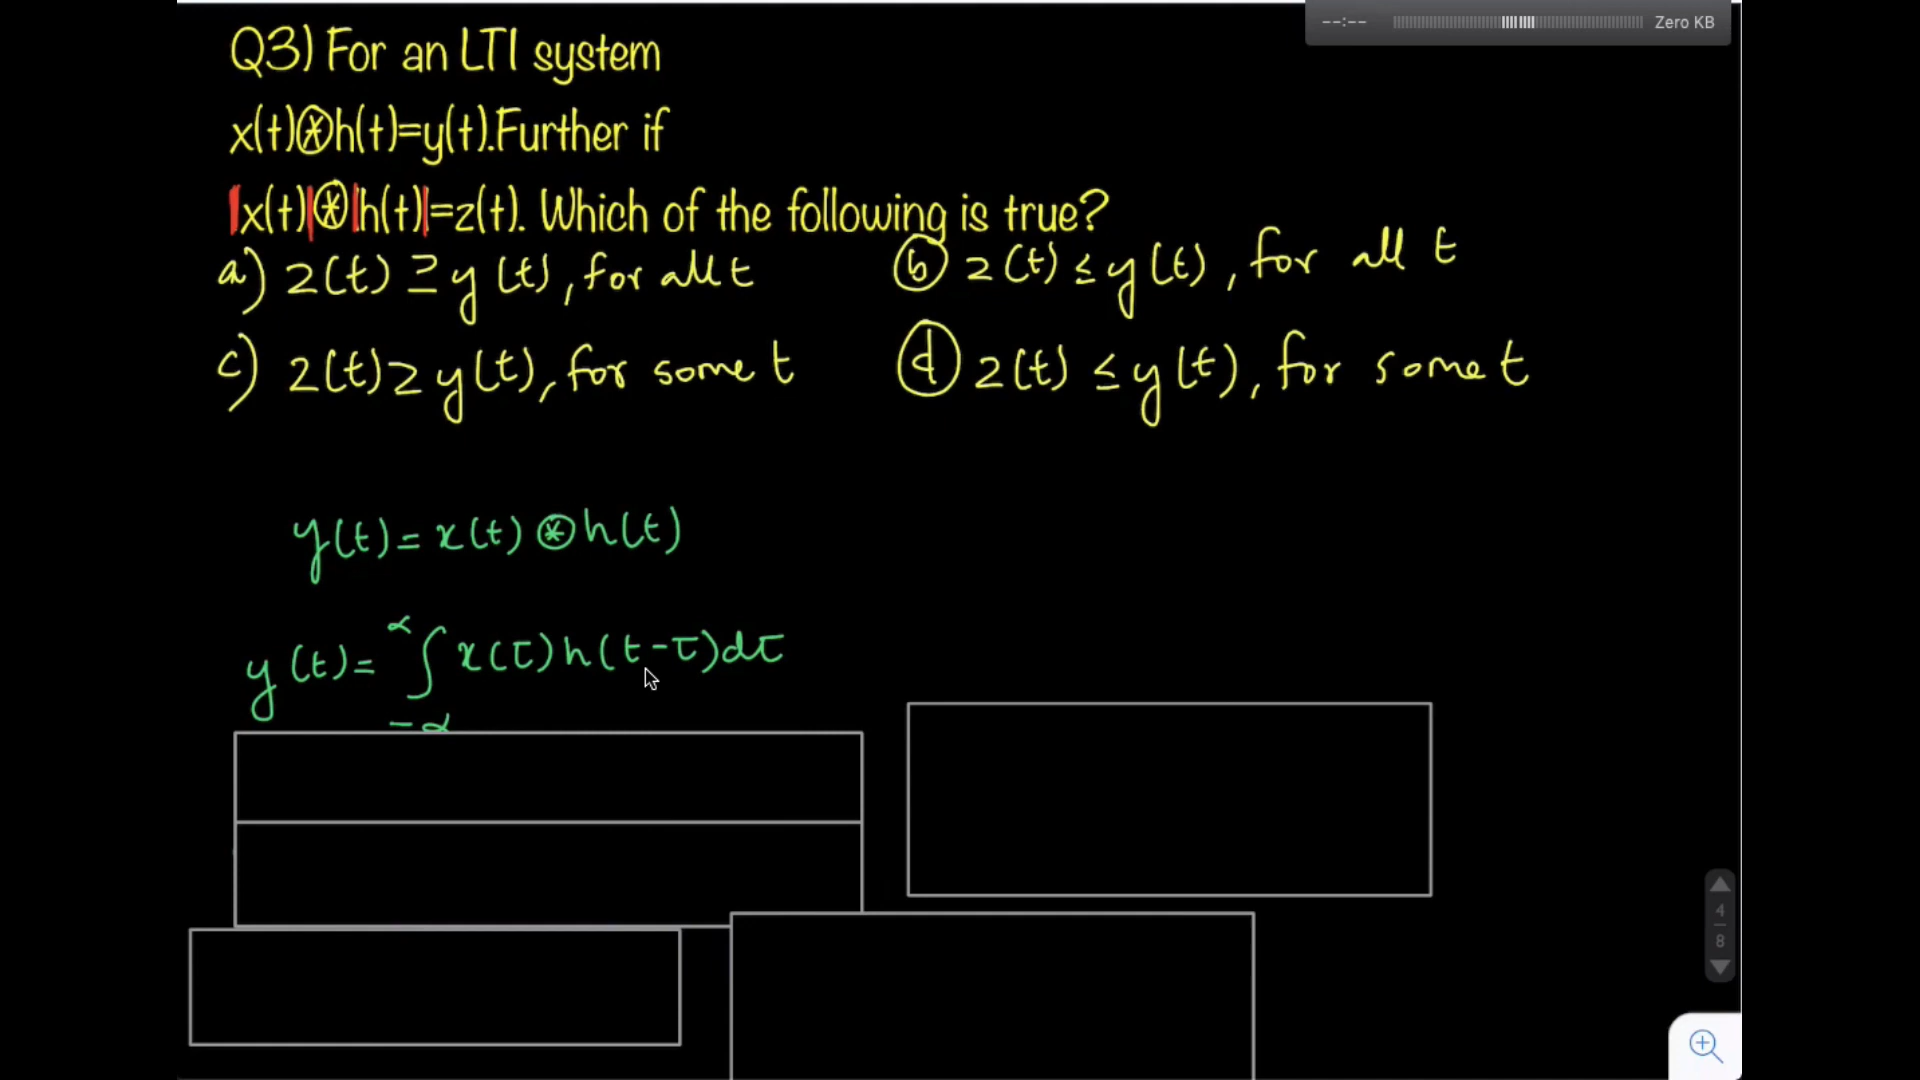 --:-- Zero KB
Q3) For an LTI system
x(t)⊛h(t)=y(t).Further if
|x(t)|⊛|h(t)|=z(t). Which of the following is true?
a) z(t) ≥ y(t), for all t
b) z(t) ≤ y(t), for all t
c) z(t) ≥ y(t), for some t
d) z(t) ≤ y(t), for some t
y(t) = x(t) ⊛ h(t)
y(t) = ∫_{-∞}^{∞} x(τ) h(t-τ) dτ
4
8